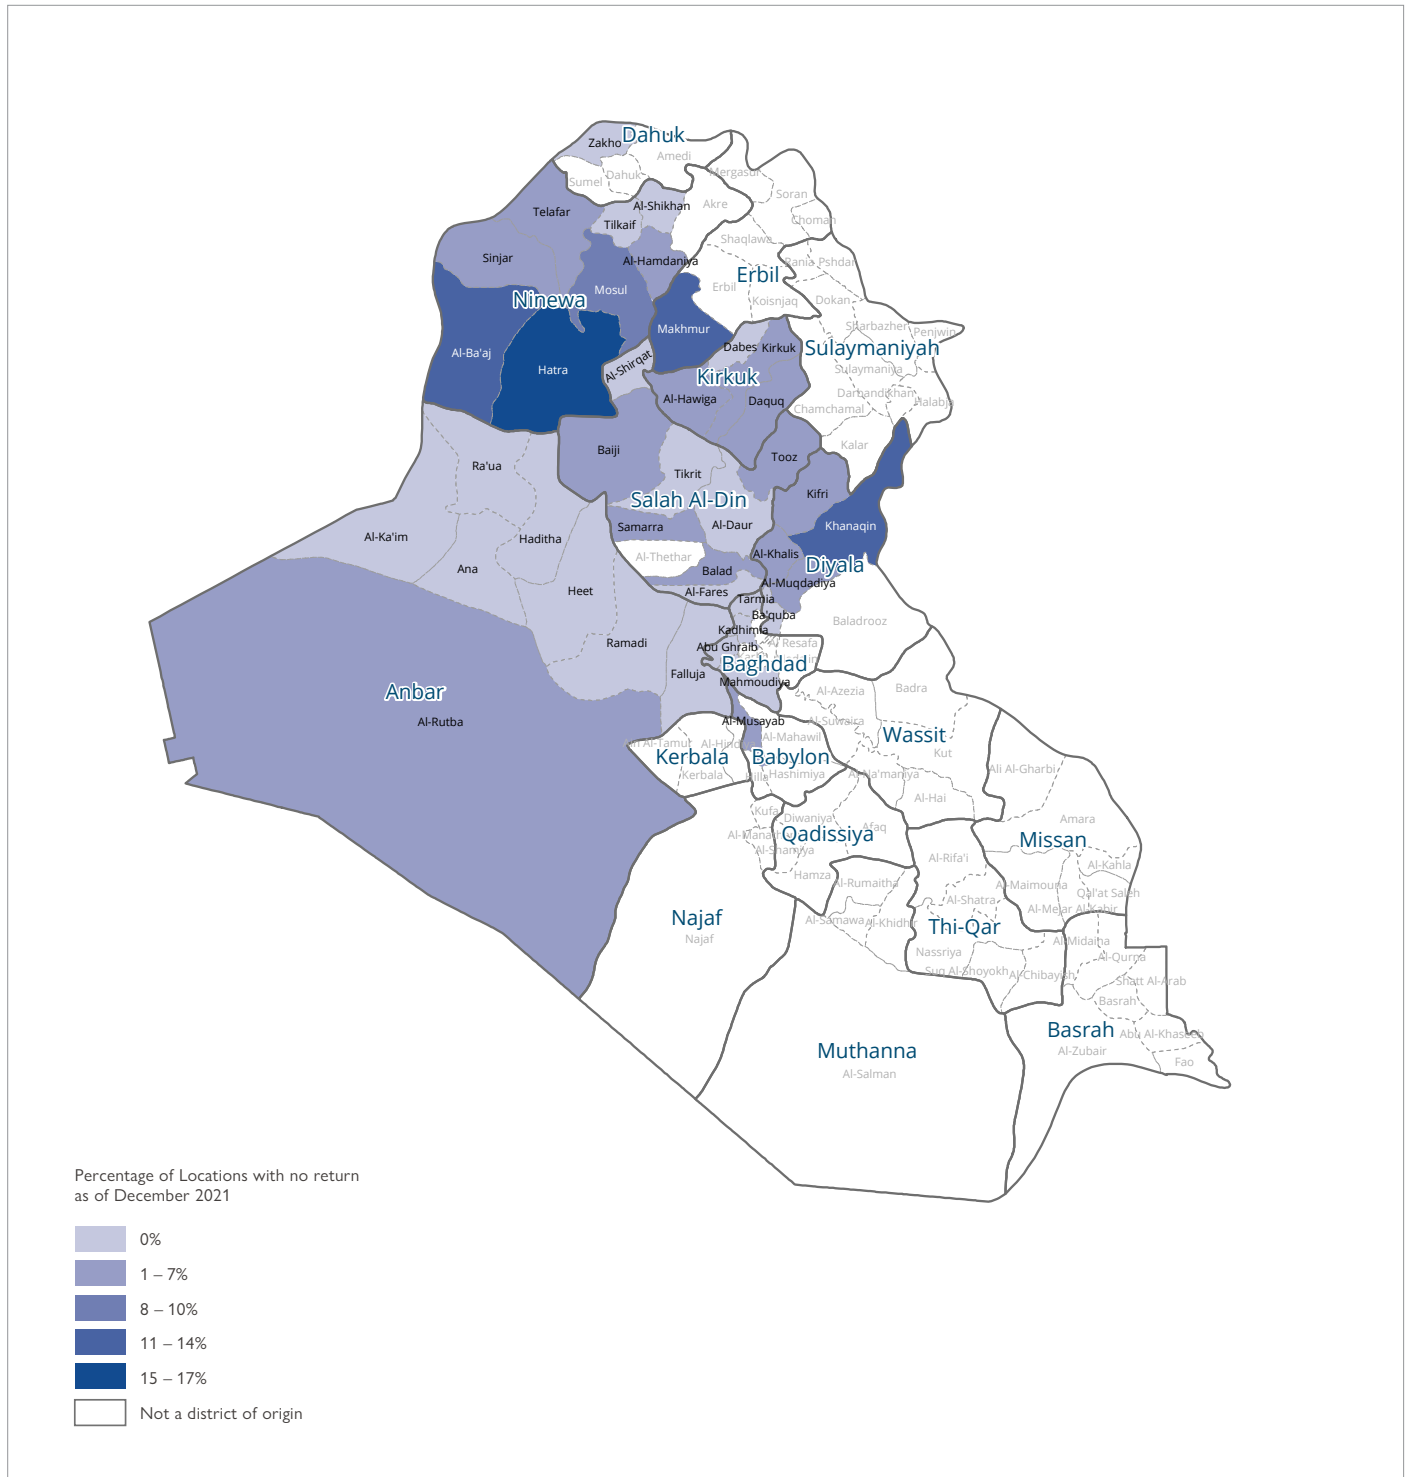 Dahuk
Zakho
Amedi
Sumel
Dahuk
Mergasur
Soran
Choman
Akre
Al-Shikhan
Telafar
Tilkaif
Shaqlawa
Sinjar
Al-Hamdaniya
Rania
Pshdar
Erbil
Erbil
Mosul
Ninewa
Koisnjaq
Dokan
Makhmur
Sharbazher
Penjwin
Dabes
Kirkuk
Sulaymaniyah
Al-Ba'aj
Hatra
Al-Shirqat
Kirkuk
Sulaymaniya
Darbandikhan
Halabja
Al-Hawiga
Daquq
Chamchamal
Baiji
Tooz
Kalar
Ra'ua
Tikrit
Salah Al-Din
Kifri
Samarra
Al-Daur
Khanaqin
Al-Ka'im
Haditha
Al-Thethar
Al-Khalis
Diyala
Ana
Balad
Al-Muqdadiya
Heet
Al-Fares
Tarmia
Ba'quba
Baladrooz
Kadhimia
Ramadi
Abu Ghraib
Al Resafa
Baghdad
Falluja
Mahmoudiya
Anbar
Al-Rutba
Al-Azezia
Badra
Al-Musayab
Al-Suwaira
Wassit
Al-Mahawil
Kut
Al-Tamur
Al-Hind
Kerbala
Babylon
Kerbala
Hilla
Hashimiya
Al-Na'maniya
Ali Al-Gharbi
Al-Hai
Kufa
Diwaniya
Afaq
Amara
Qadissiya
Missan
Al-Shamiya
Al-Rifa'i
Al-Kahla
Hamza
Al-Rumaitha
Al-Maimouna
Qal'at Saleh
Al-Shatra
Al-Mejar Al-Kabir
Najaf
Najaf
Al-Samawa
Al-Khidhir
Thi-Qar
Al-Midaina
Nassriya
Al-Qurna
Suq Al-Shoyokh
Al-Chibayish
Shatt Al-Arab
Basrah
Basrah
Abu Al-Khaseeb
Al-Zubair
Fao
Muthanna
Al-Salman
Percentage of Locations with no return
as of December 2021
0%
1 – 7%
8 – 10%
11 – 14%
15 – 17%
Not a district of origin